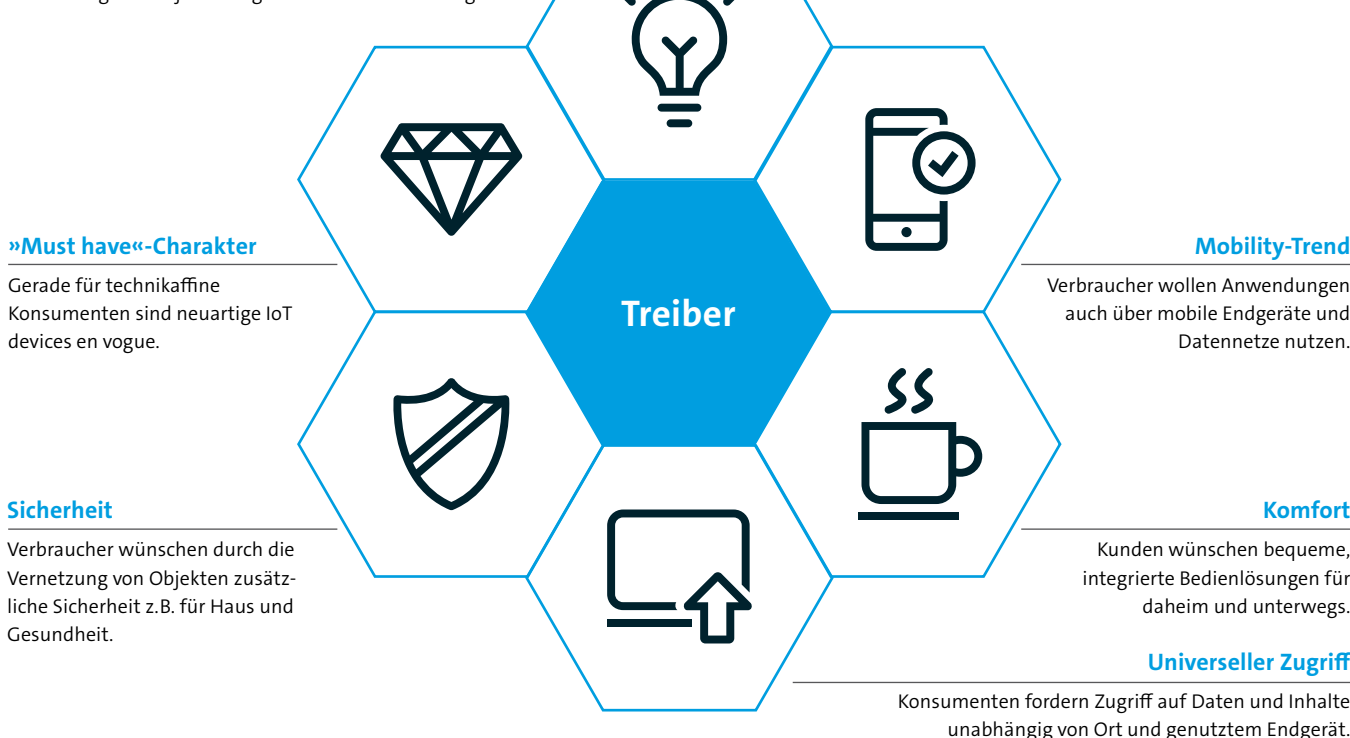 »Must have«-Charakter
Gerade für technikaffine
Konsumenten sind neuartige IoT
devices en vogue.
Treiber
Mobility-Trend
Verbraucher wollen Anwendungen
auch über mobile Endgeräte und
Datennetze nutzen.
Sicherheit
Verbraucher wünschen durch die
Vernetzung von Objekten zusätz-
liche Sicherheit z.B. für Haus und
Gesundheit.
Komfort
Kunden wünschen bequeme,
integrierte Bedienlösungen für
daheim und unterwegs.
Universeller Zugriff
Konsumenten fordern Zugriff auf Daten und Inhalte
unabhängig von Ort und genutztem Endgerät.